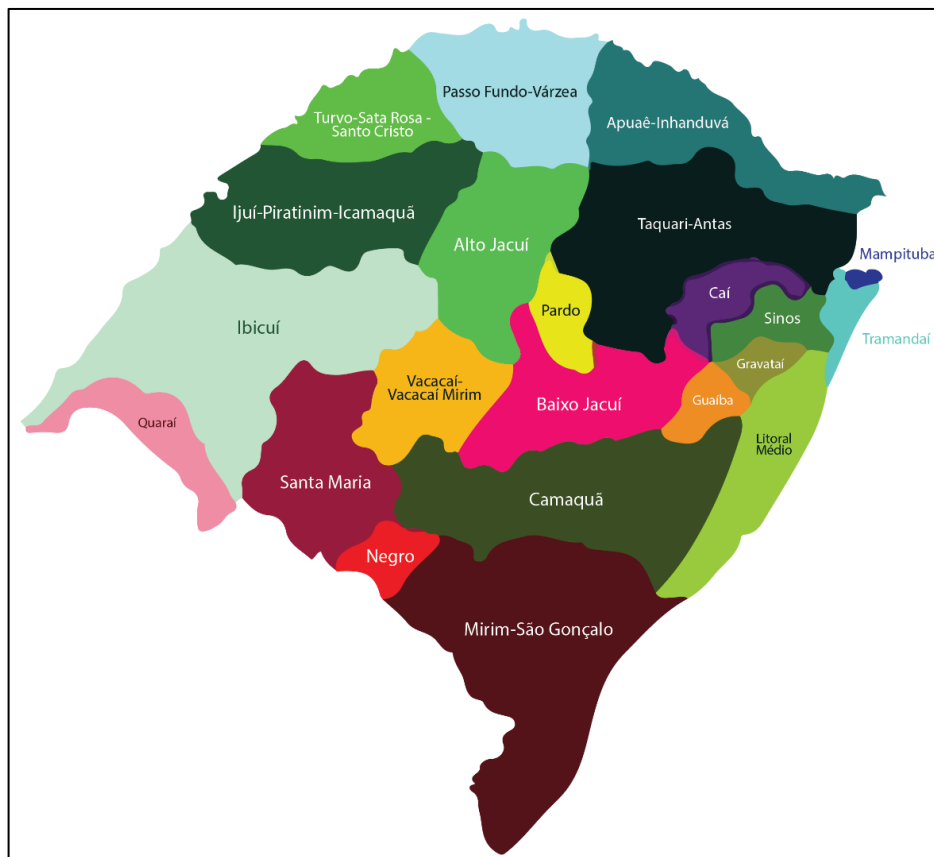 Passo Fundo-Várzea
Turvo-Sata Rosa -
Santo Cristo
Apuaê-Inhanduvá
Ijuí-Piratinim-Icamaquã
Alto Jacuí
Taquari-Antas
Mampituba
Caí
Ibicuí
Pardo
Sinos
Tramandaí
Gravataí
Vacacaí-
Vacacaí Mirim
Baixo Jacuí
Guaíba
Quaraí
Litoral
Médio
Santa Maria
Camaquã
Negro
Mirim-São Gonçalo